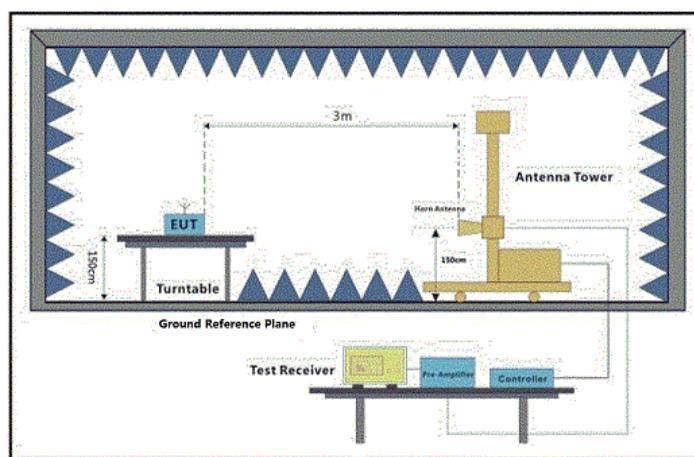 3m
Antenna Tower
Horn Antenna
EUT
150cm
150cm
Turntable
Ground Reference Plane
Test Receiver
Pre-Amplifier
Controller